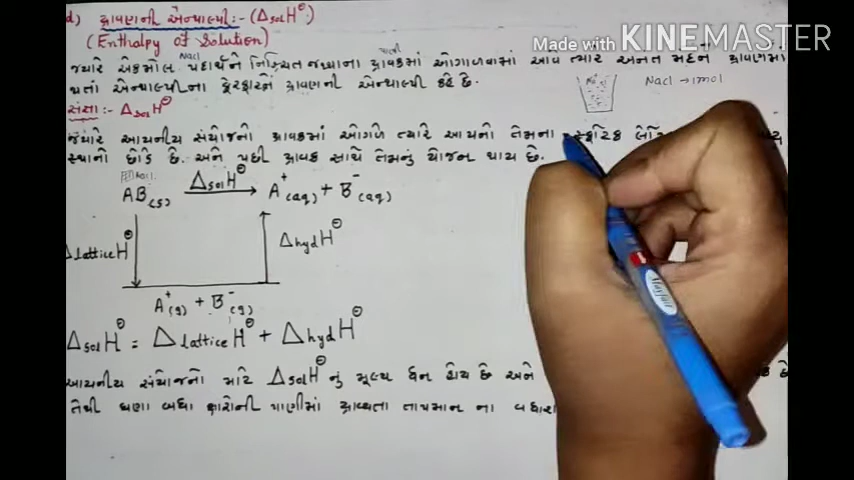 d) દ્રાવણની એન્થાલ્પી:- (ΔsolH⊖)
(Enthalpy of Solution)
Made with KINEMASTER
જ્યારે એકમોલ પદાર્થને નિશ્ચિત જથ્થાના દ્રાવકમાં ઓગાળવામાં આવે ત્યારે અનંત મંદને દ્રાવણમાં
NaCl પાણી
થતાં એન્થાલ્પીના ફેરફારને દ્રાવણની એન્થાલ્પી કહે છે.
NaCl → 1mol
સંજ્ઞા:- ΔsolH⊖
જ્યારે આયનીય સંયોજનો દ્રાવકમાં ઓગળે ત્યારે આયનો તેમના સ્ફટિક
સ્થાનો છોડે છે. અને પછી દ્રાવક સાથે તેમનું યોજન થાય છે.
AB(s) ΔsolH⊖ → A⁺(aq) + B⁻(aq)
ΔlatticeH⊖ ΔhydH⊖
A⁺(g) + B⁻(g)
ΔsolH⊖ = ΔlatticeH⊖ + ΔhydH⊖
આયનીય સંયોજનો માટે ΔsolH⊖ નું મૂલ્ય ધન હોય છે અને
તેથી ઘણા બધા ક્ષારોની પાણીમાં દ્રાવ્યતા તાપમાન ના વધારા
Mayfair